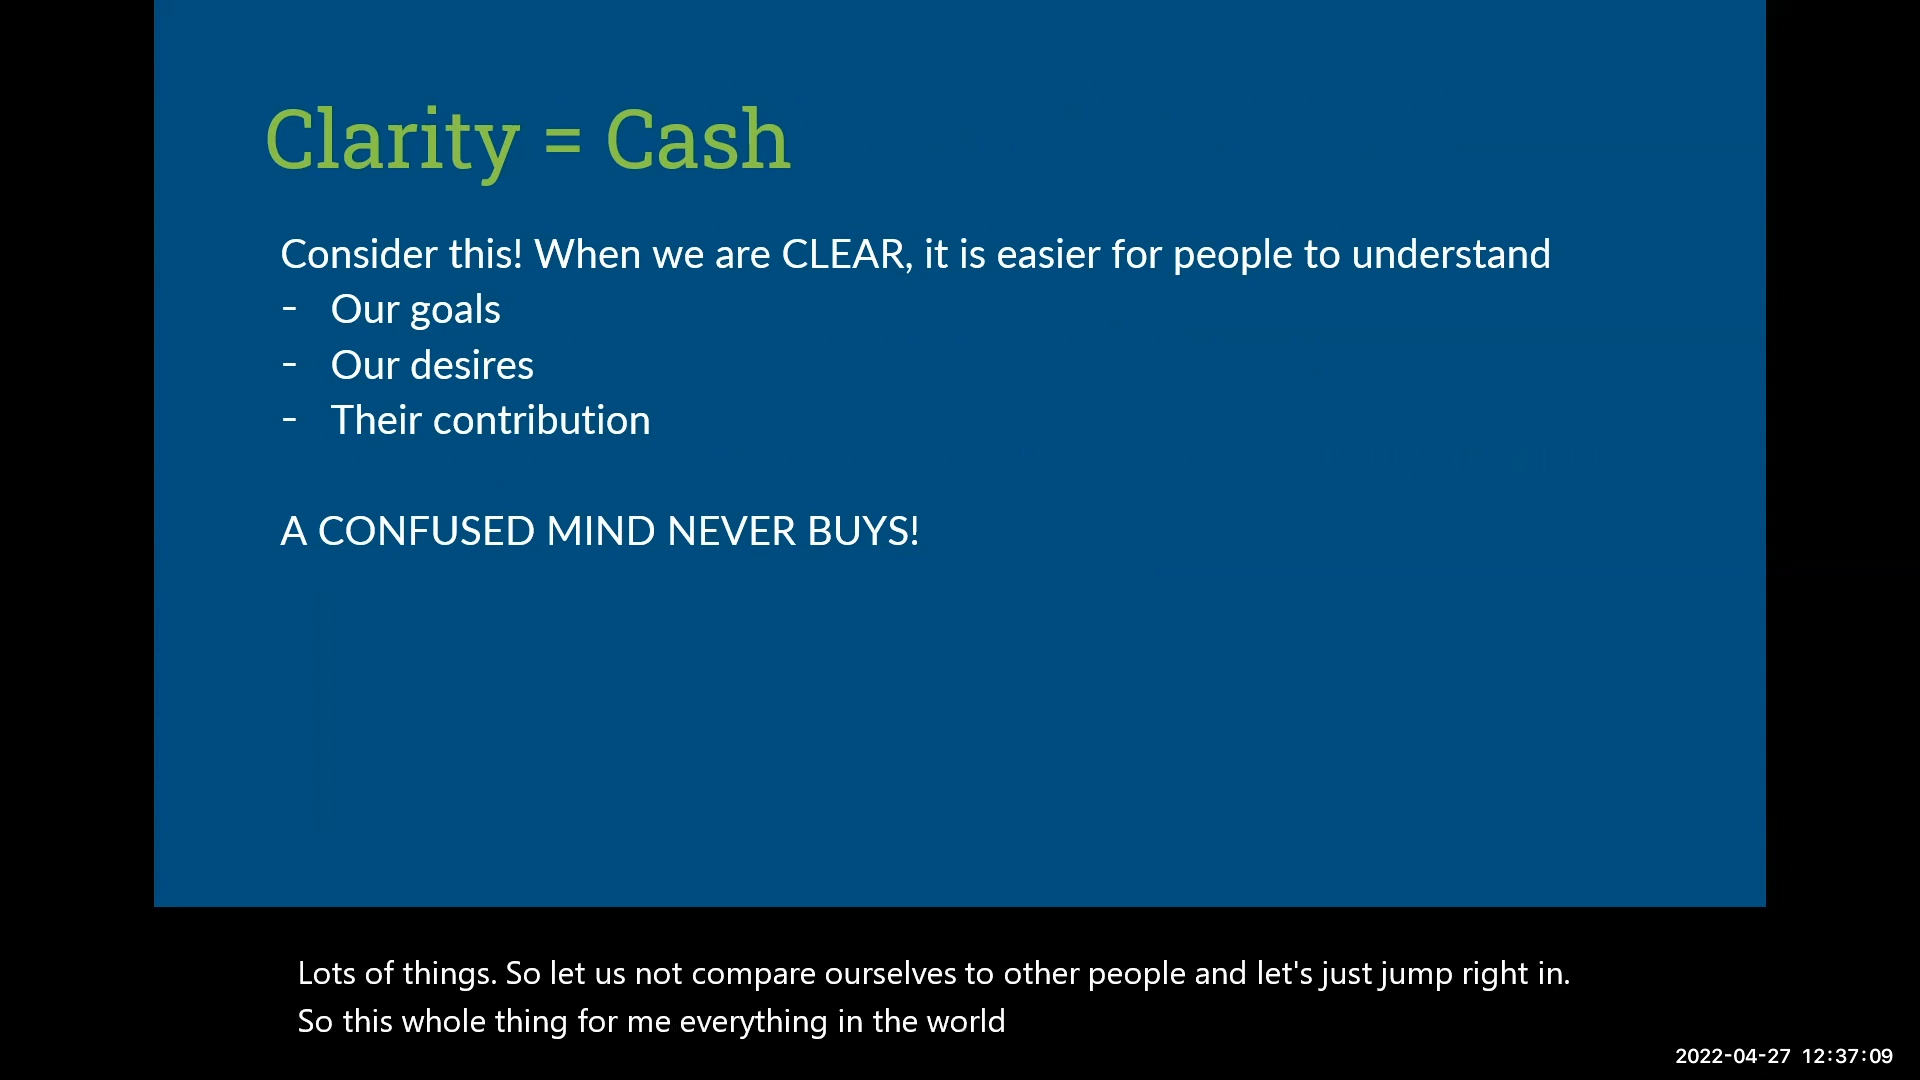 Clarity = Cash
Consider this! When we are CLEAR, it is easier for people to understand
- Our goals
- Our desires
- Their contribution
A CONFUSED MIND NEVER BUYS!
Lots of things. So let us not compare ourselves to other people and let's just jump right in.
So this whole thing for me everything in the world
2022-04-27 12:37:09